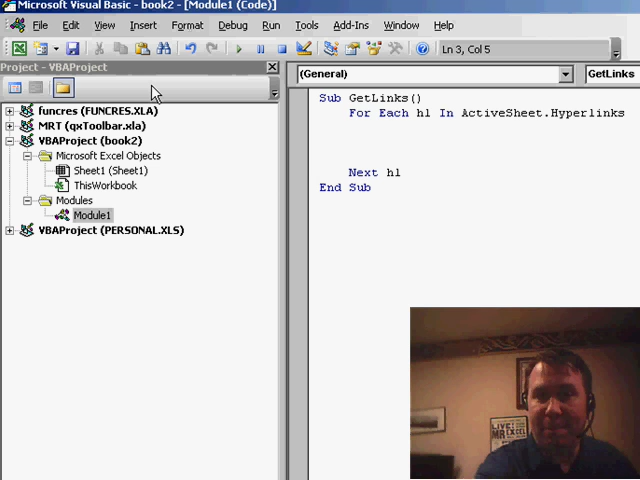 Microsoft Visual Basic - book2 - [Module1 (Code)]
File Edit View Insert Format Debug Run Tools Add-Ins Window Help
Ln 3, Col 5
Project - VBAProject
(General)
GetLinks
funcres (FUNCRES.XLA)
MRT (qxToolbar.xla)
VBAProject (book2)
Microsoft Excel Objects
Sheet1 (Sheet1)
ThisWorkbook
Modules
Module1
VBAProject (PERSONAL.XLS)
Sub GetLinks()
For Each hl In ActiveSheet.Hyperlinks
Next hl
End Sub
LIVE!
MR EXCEL